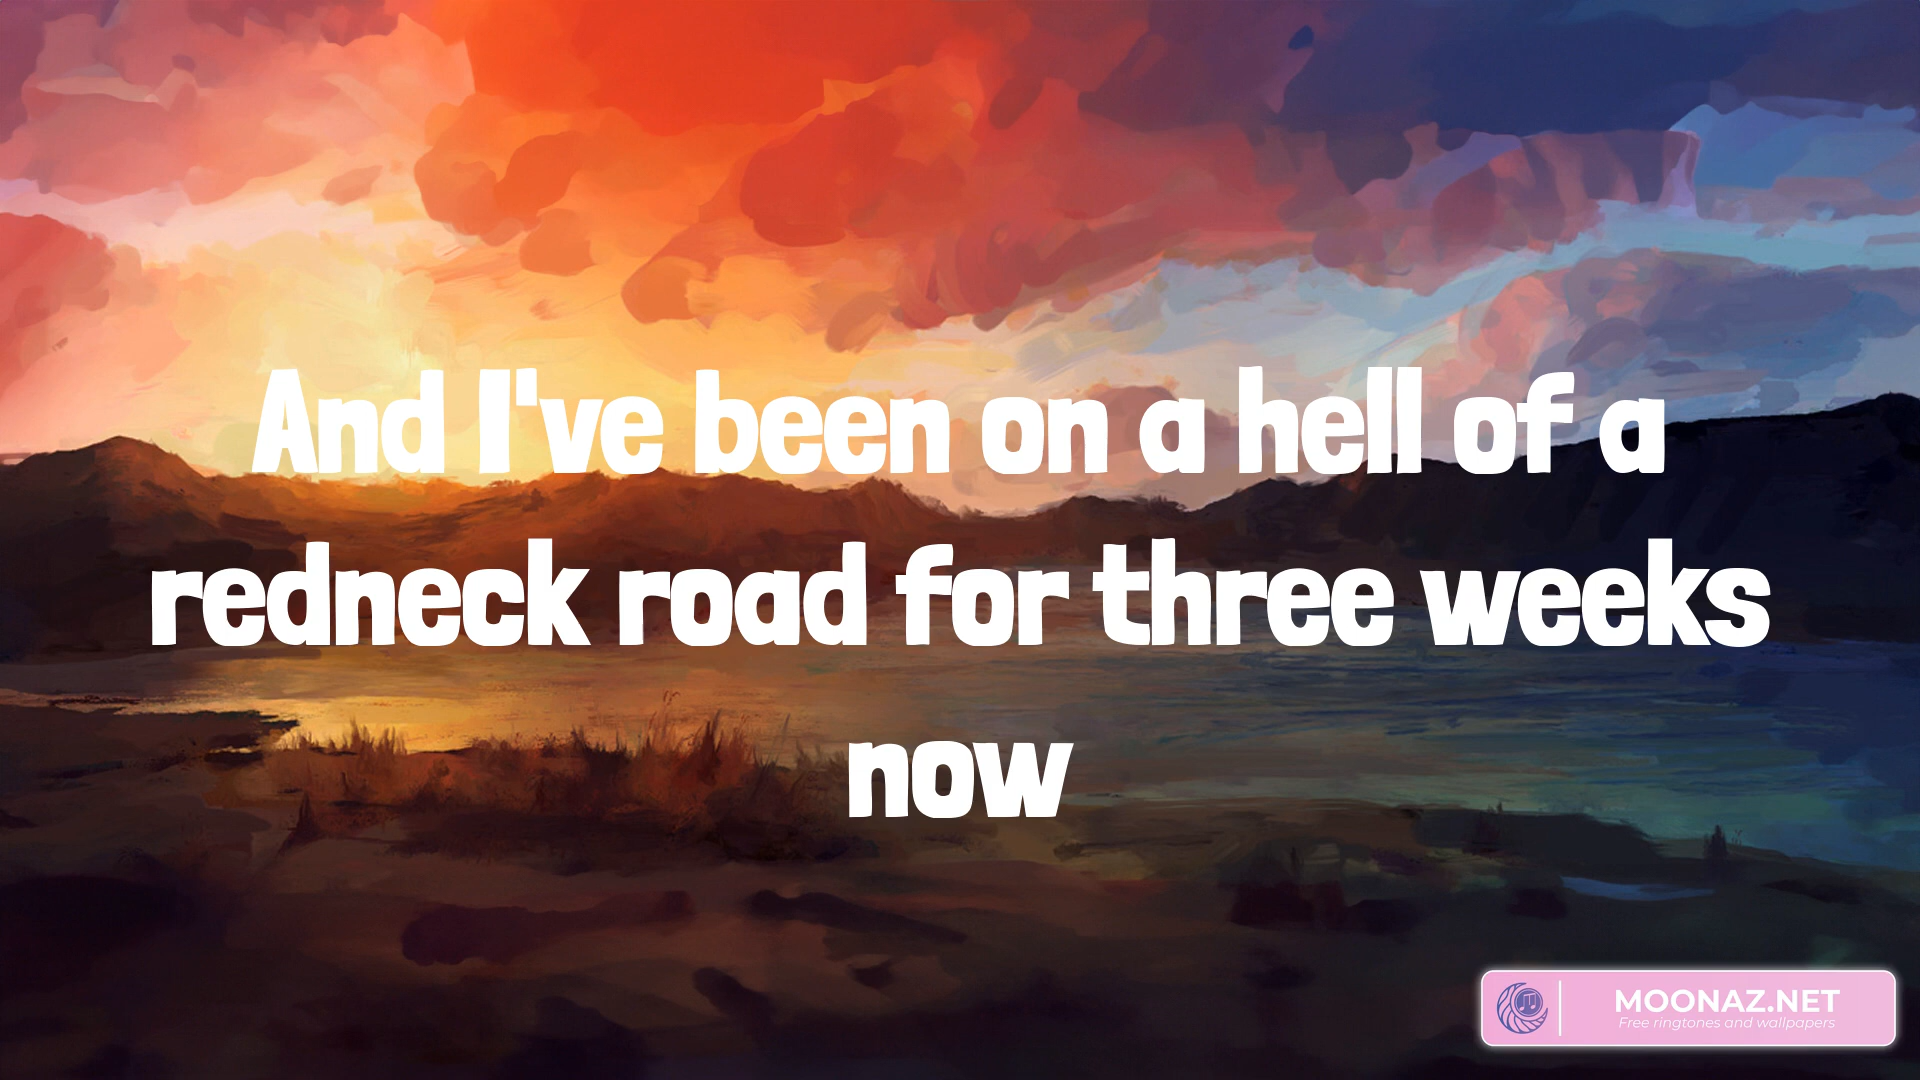 And I've been on a hell of a
redneck road for three weeks
now
MOONAZ.NET
Free ringtones and wallpapers